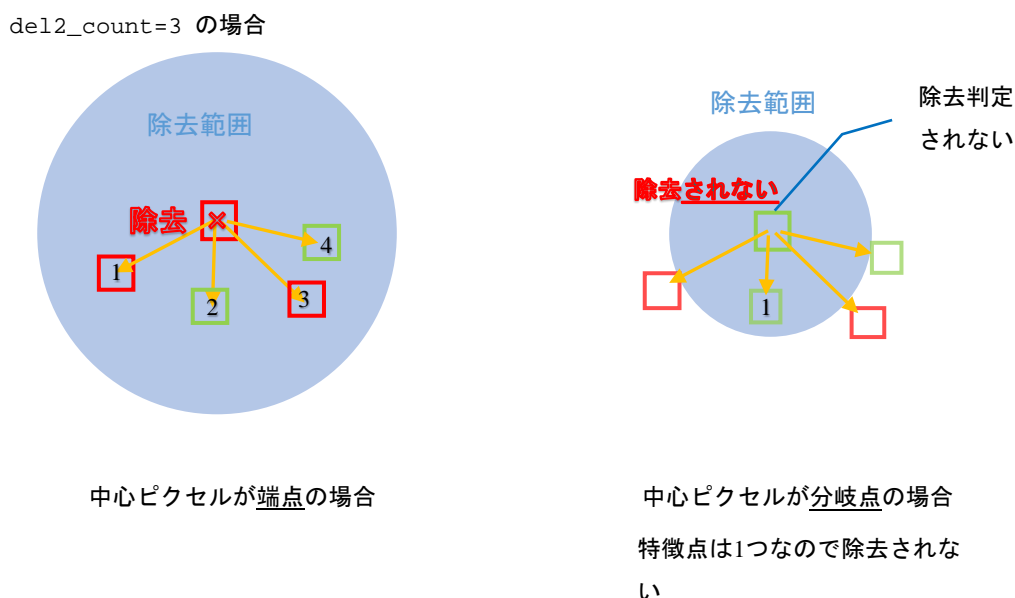 del2_count=3 の場合
除去範囲
除去
×
1
2
3
4
中心ピクセルが端点の場合
除去範囲
除去判定
されない
除去されない
1
中心ピクセルが分岐点の場合
特徴点は1つなので除去されな
い